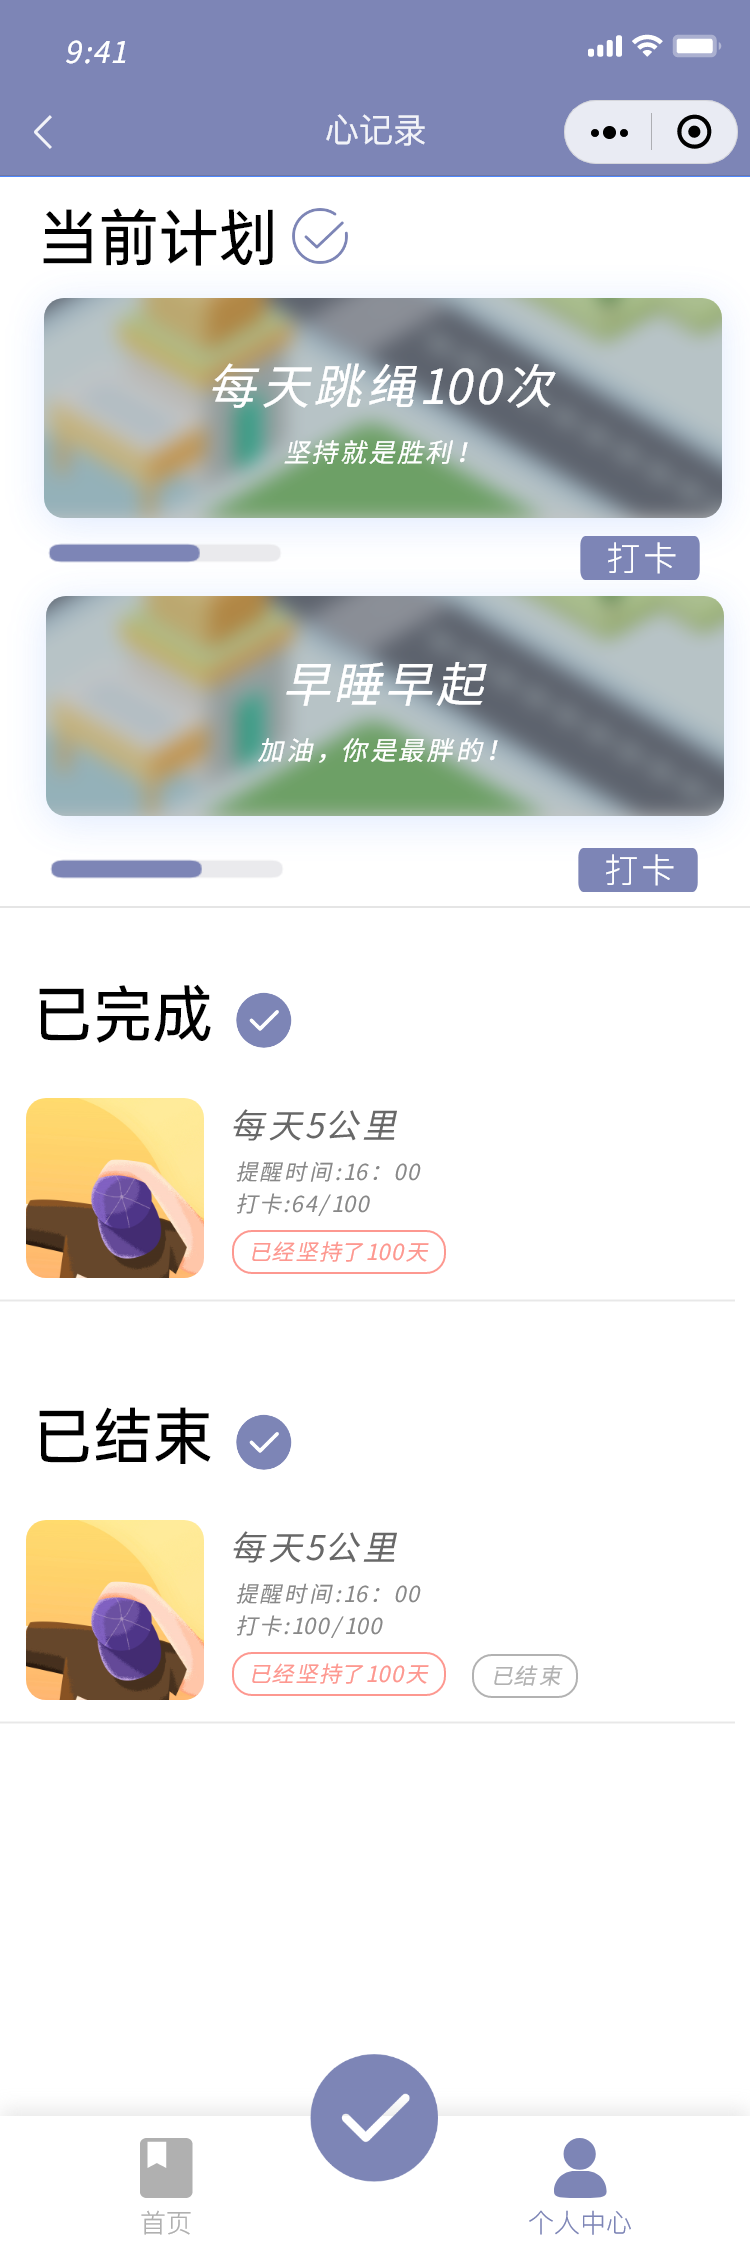 9:41
心记录
当前计划
每天跳绳100次
坚持就是胜利！
打卡
早睡早起
加油，你是最胖的！
打卡
已完成
每天5公里
提醒时间:16：00
打卡:64/100
已经坚持了100天
已结束
每天5公里
提醒时间:16：00
打卡:100/100
已经坚持了100天 已结束
首页 个人中心